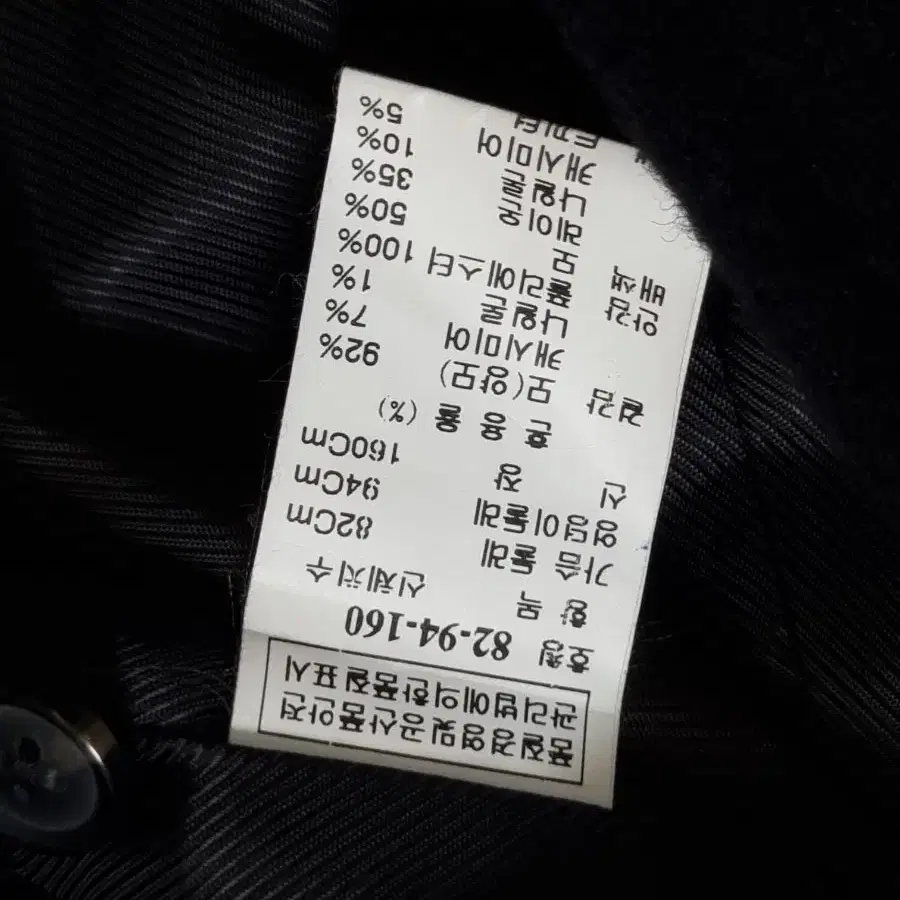 품질경영및공산품안전
관리법에의한품질표시
호칭 82-94-160
항 목 신체치수
가슴 둘레 82Cm
엉덩이둘레 94Cm
신 장 160Cm
혼 용 률 (%)
겉감 모(양모) 92%
캐시미어 7%
나일론 1%
안감 폴리에스터 100%
배색 모 50%
레이온 35%
나일론 10%
캐시미어 5%